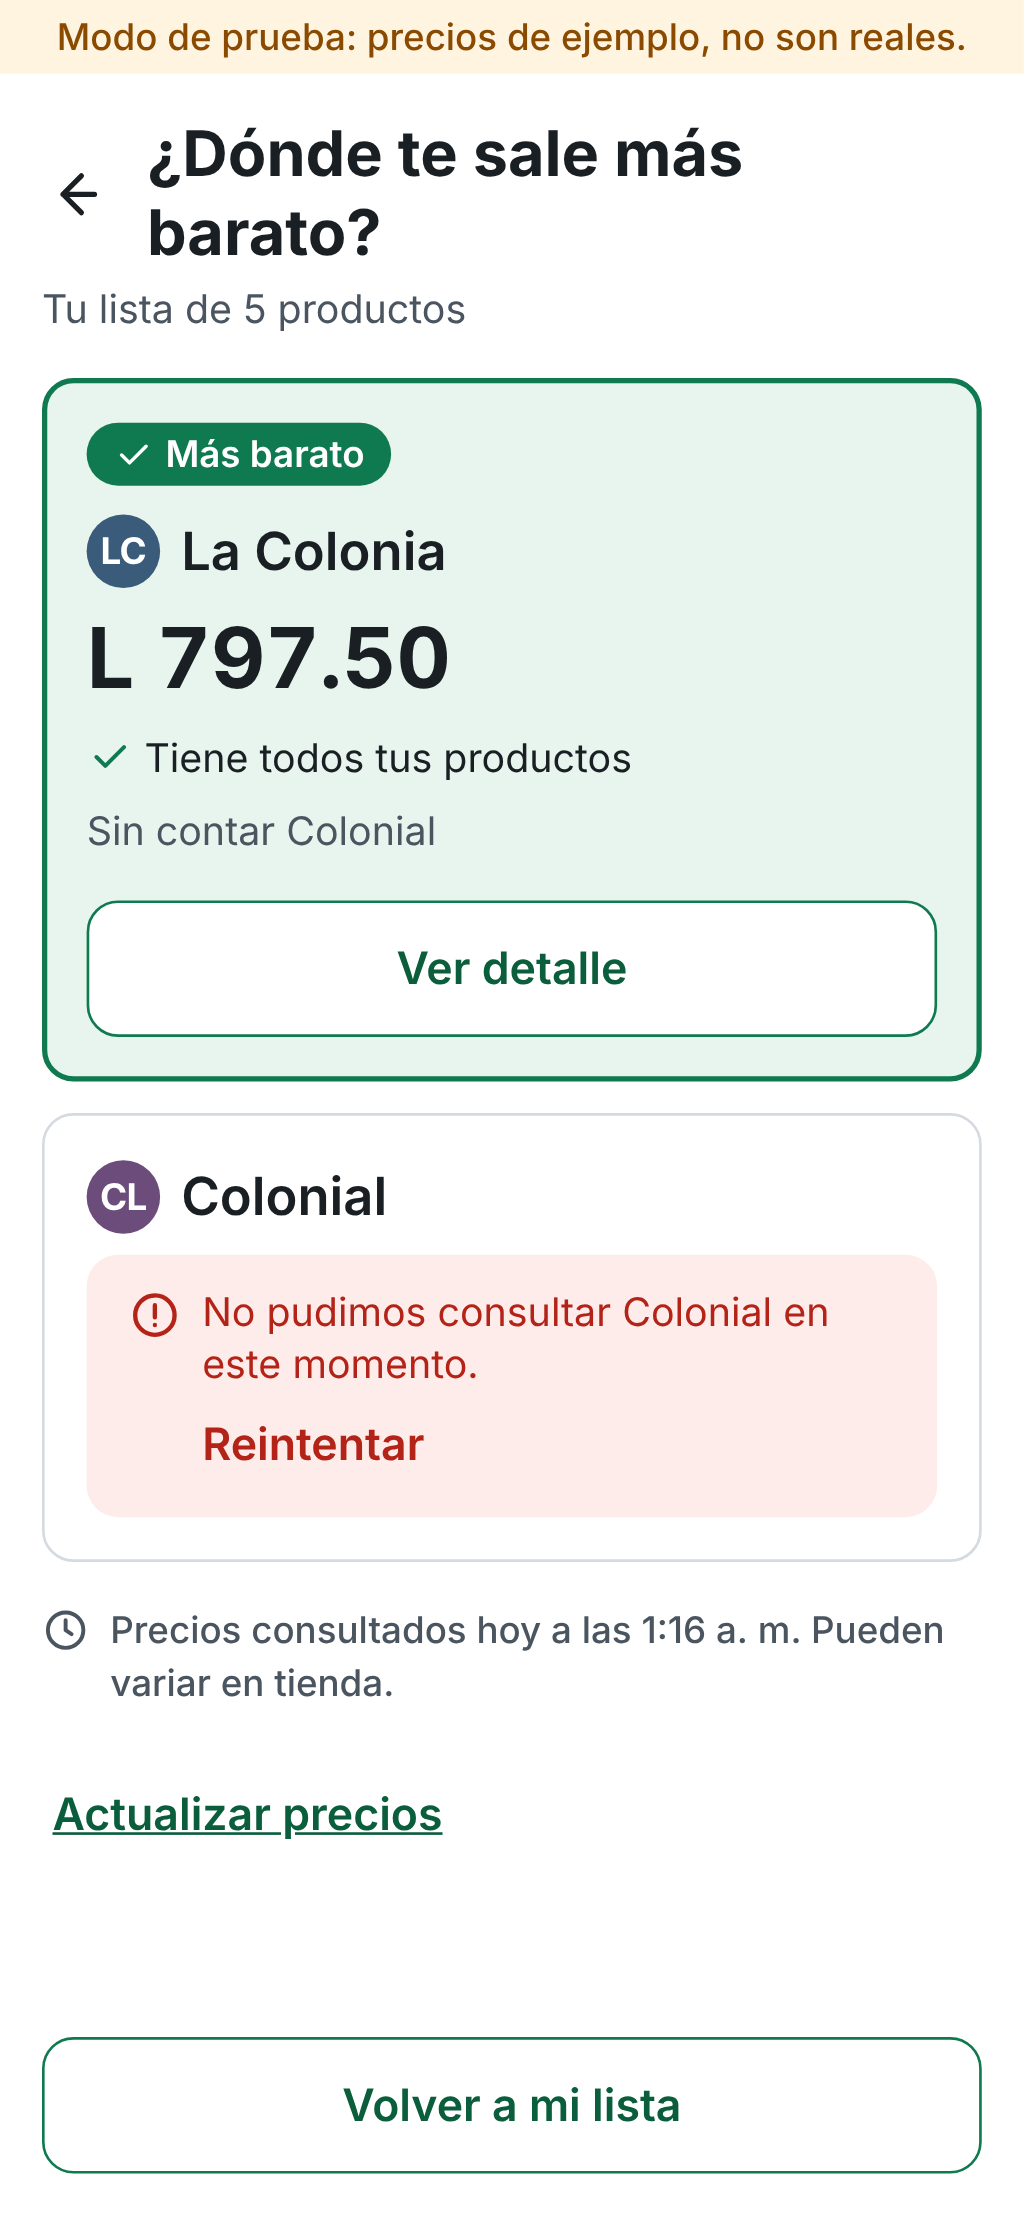 Modo de prueba: precios de ejemplo, no son reales.
¿Dónde te sale más
barato?
Tu lista de 5 productos
Más barato
LC La Colonia
L 797.50
Tiene todos tus productos
Sin contar Colonial
Ver detalle
CL Colonial
No pudimos consultar Colonial en
este momento.
Reintentar
Precios consultados hoy a las 1:16 a. m. Pueden
variar en tienda.
Actualizar precios
Volver a mi lista